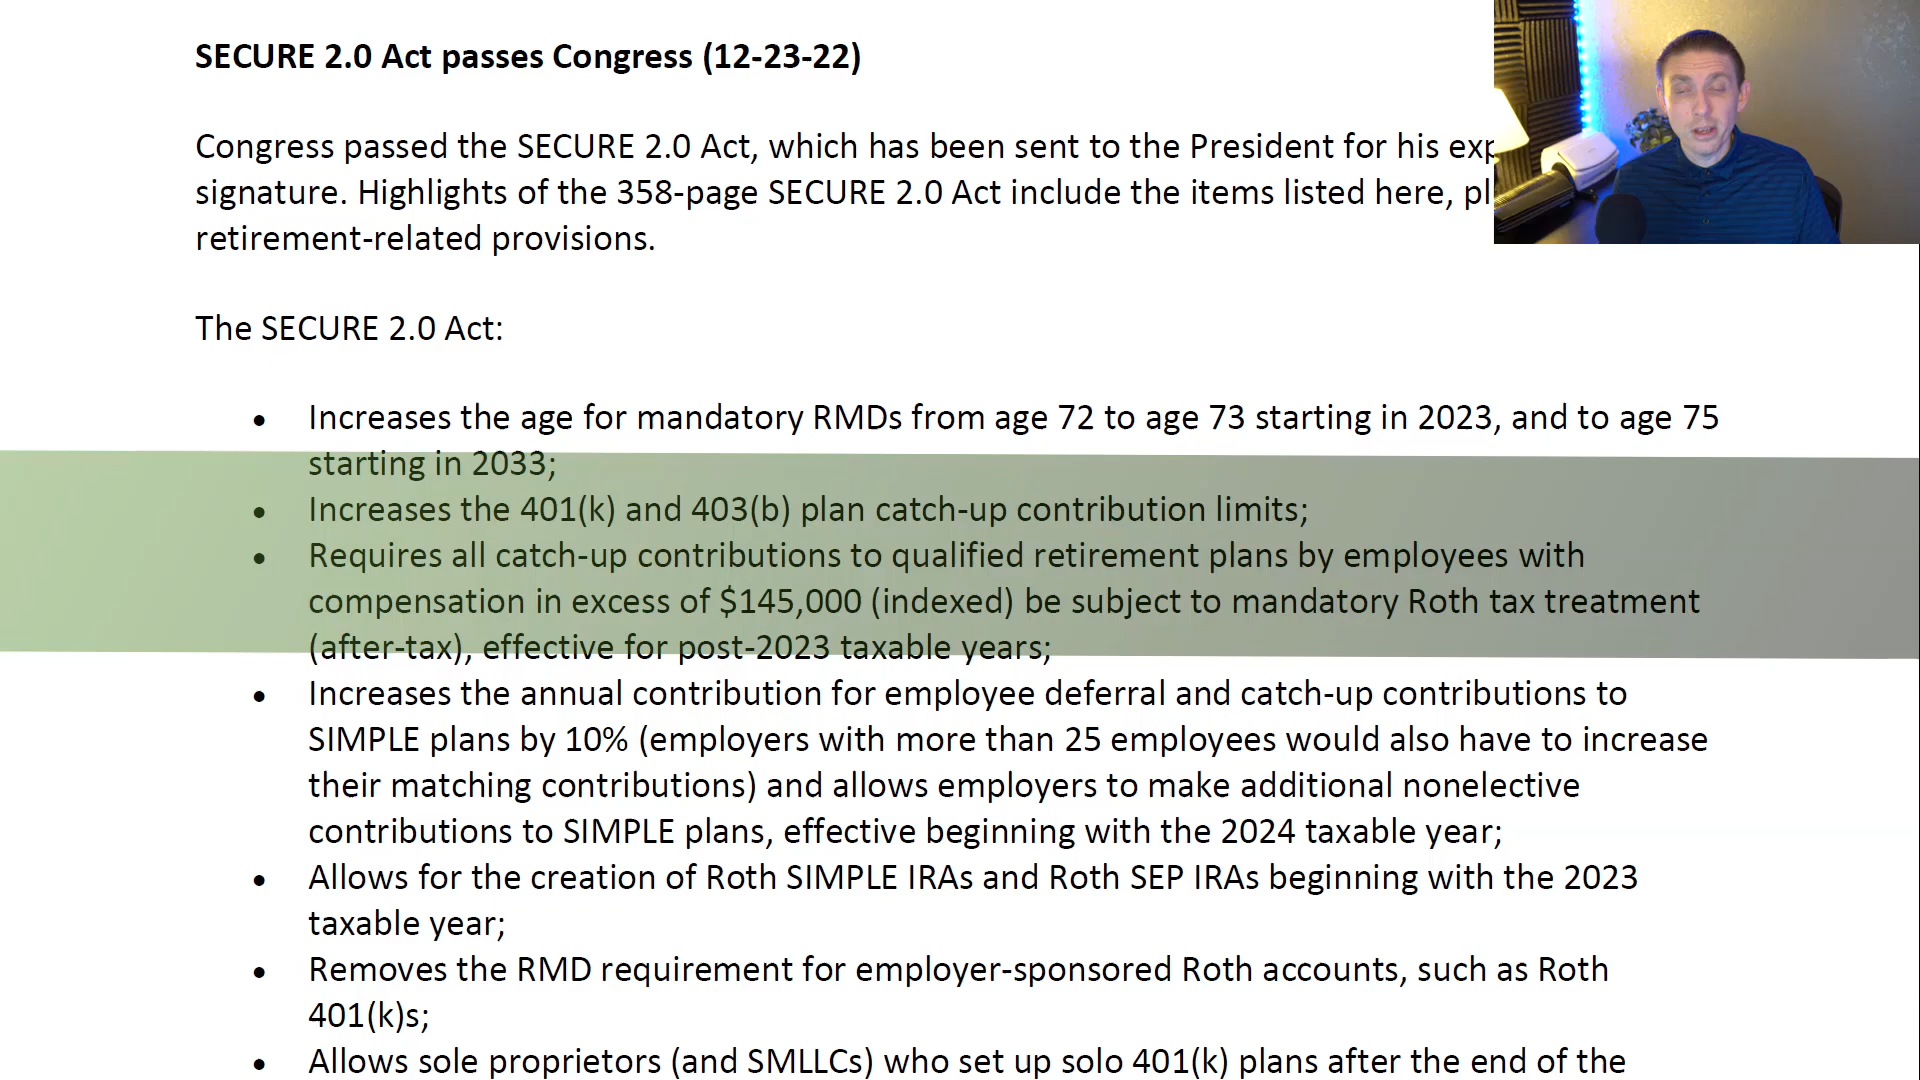 SECURE 2.0 Act passes Congress (12-23-22)
Congress passed the SECURE 2.0 Act, which has been sent to the President for his
signature. Highlights of the 358-page SECURE 2.0 Act include the items listed here,
retirement-related provisions.
The SECURE 2.0 Act:
• Increases the age for mandatory RMDs from age 72 to age 73 starting in 2023, and to age 75
starting in 2033;
• Increases the 401(k) and 403(b) plan catch-up contribution limits;
• Requires all catch-up contributions to qualified retirement plans by employees with
compensation in excess of $145,000 (indexed) be subject to mandatory Roth tax treatment
(after-tax), effective for post-2023 taxable years;
• Increases the annual contribution for employee deferral and catch-up contributions to
SIMPLE plans by 10% (employers with more than 25 employees would also have to increase
their matching contributions) and allows employers to make additional nonelective
contributions to SIMPLE plans, effective beginning with the 2024 taxable year;
• Allows for the creation of Roth SIMPLE IRAs and Roth SEP IRAs beginning with the 2023
taxable year;
• Removes the RMD requirement for employer-sponsored Roth accounts, such as Roth
401(k)s;
• Allows sole proprietors (and SMLLCs) who set up solo 401(k) plans after the end of the